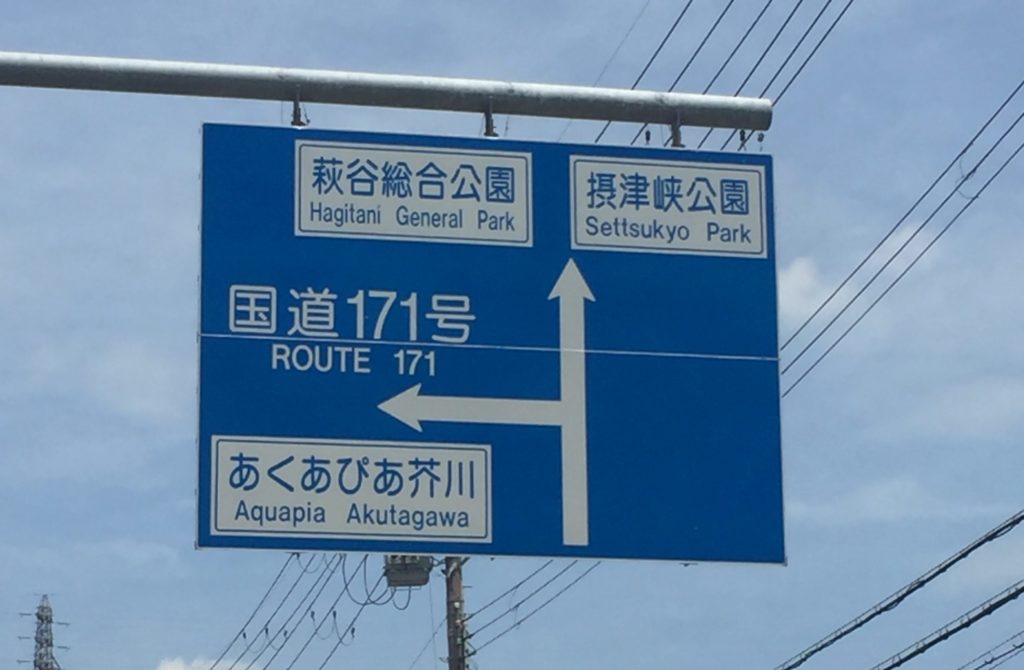 萩谷総合公園
Hagitani General Park
摂津峡公園
Settsukyo Park
国道171号
ROUTE 171
あくあぴあ芥川
Aquapia Akutagawa